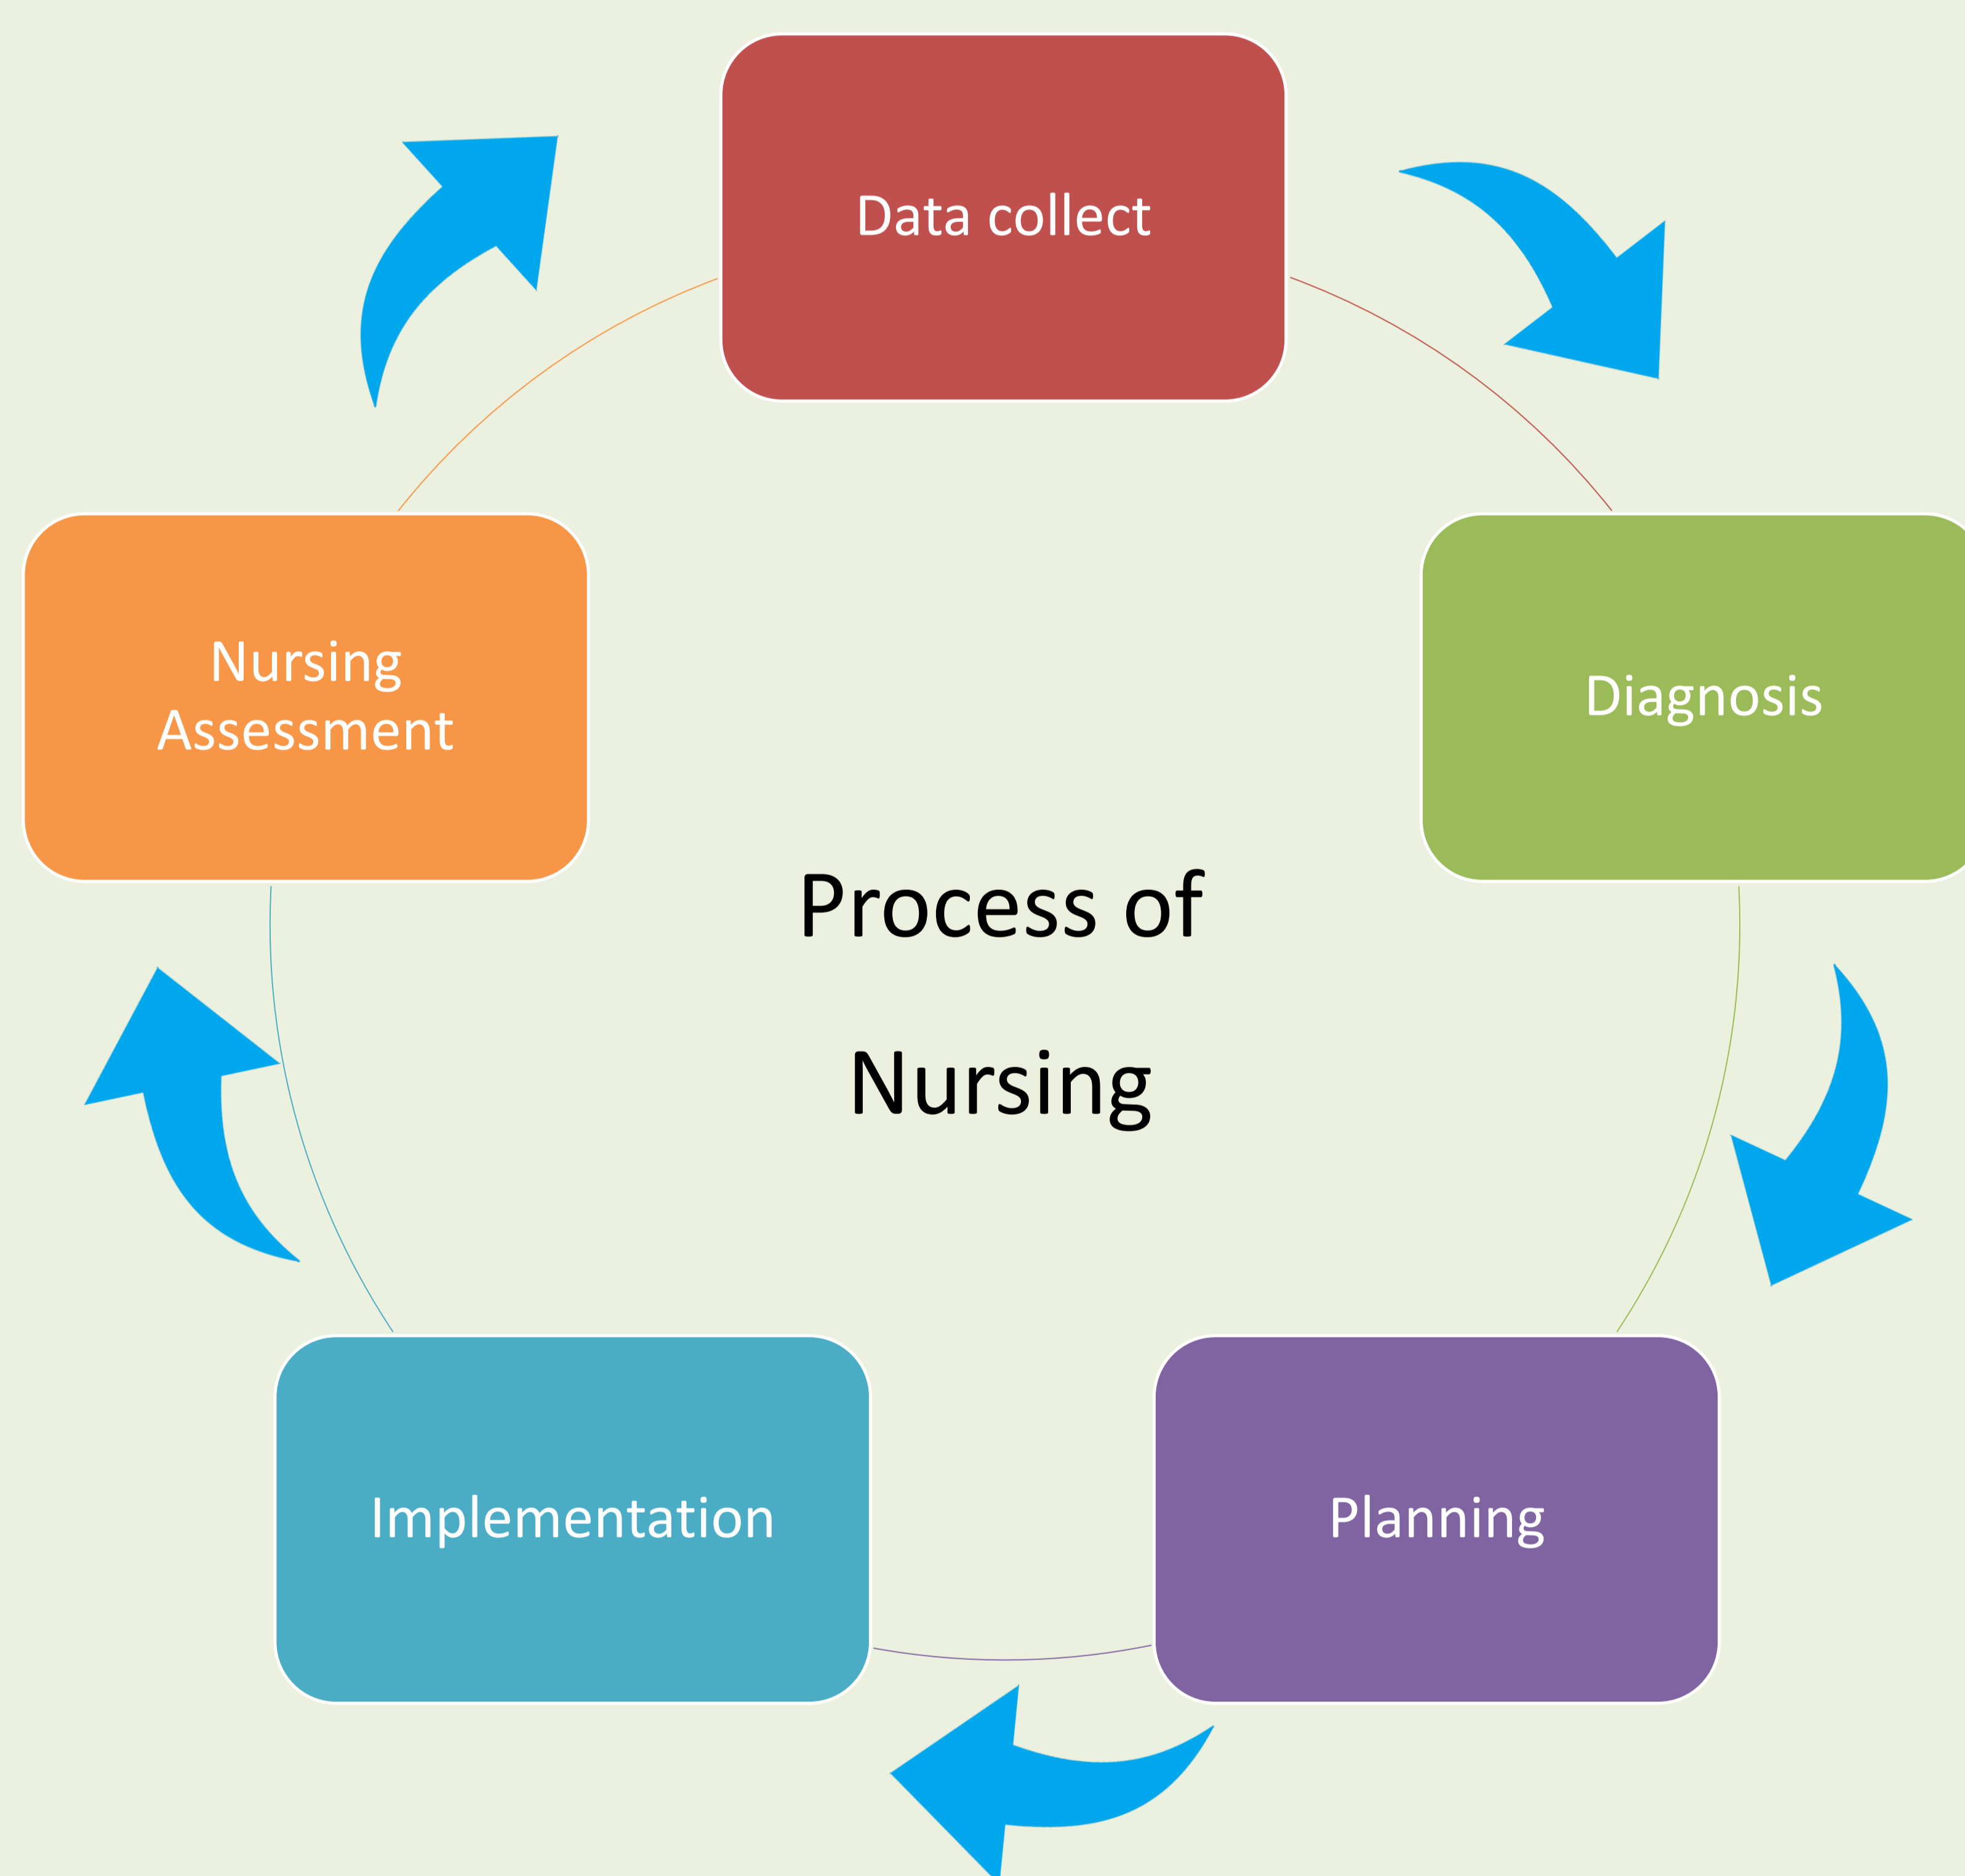 Data collect
Nursing
Assessment
Diagnosis
Process of
Nursing
Implementation
Planning